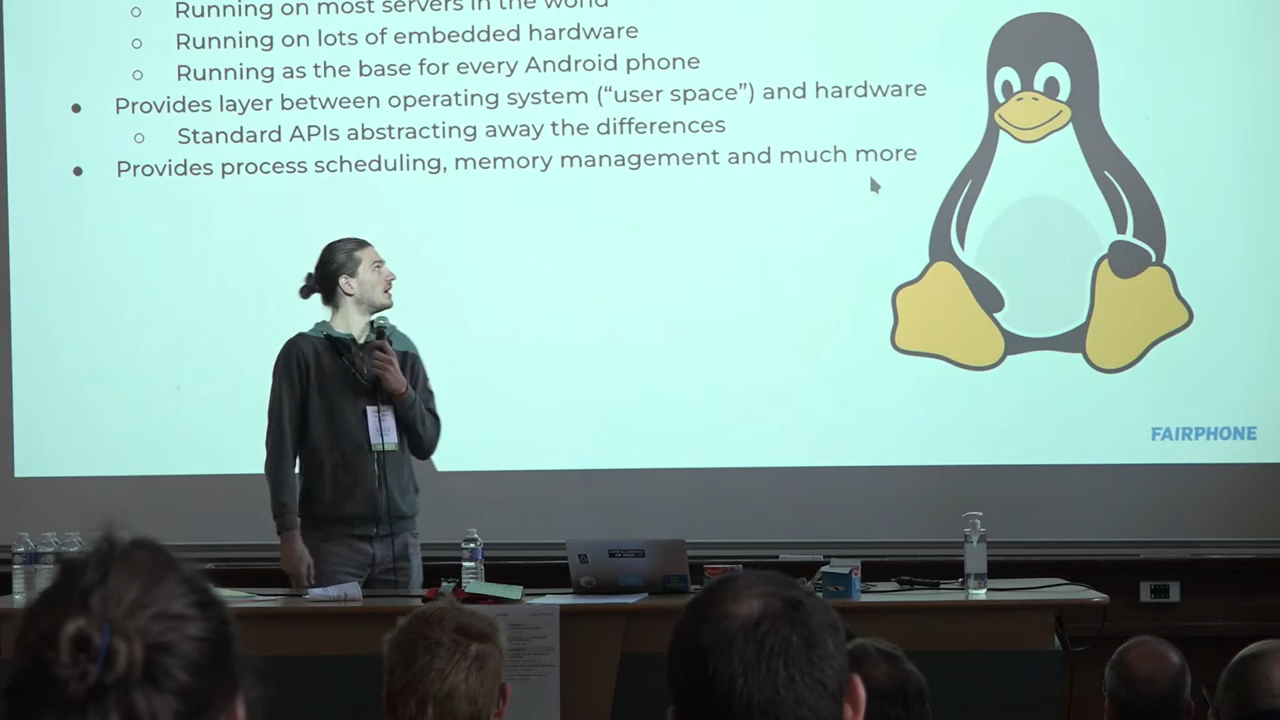 Running on most servers in the world
Running on lots of embedded hardware
Running as the base for every Android phone
Provides layer between operating system (“user space”) and hardware
Standard APIs abstracting away the differences
Provides process scheduling, memory management and much more
FAIRPHONE